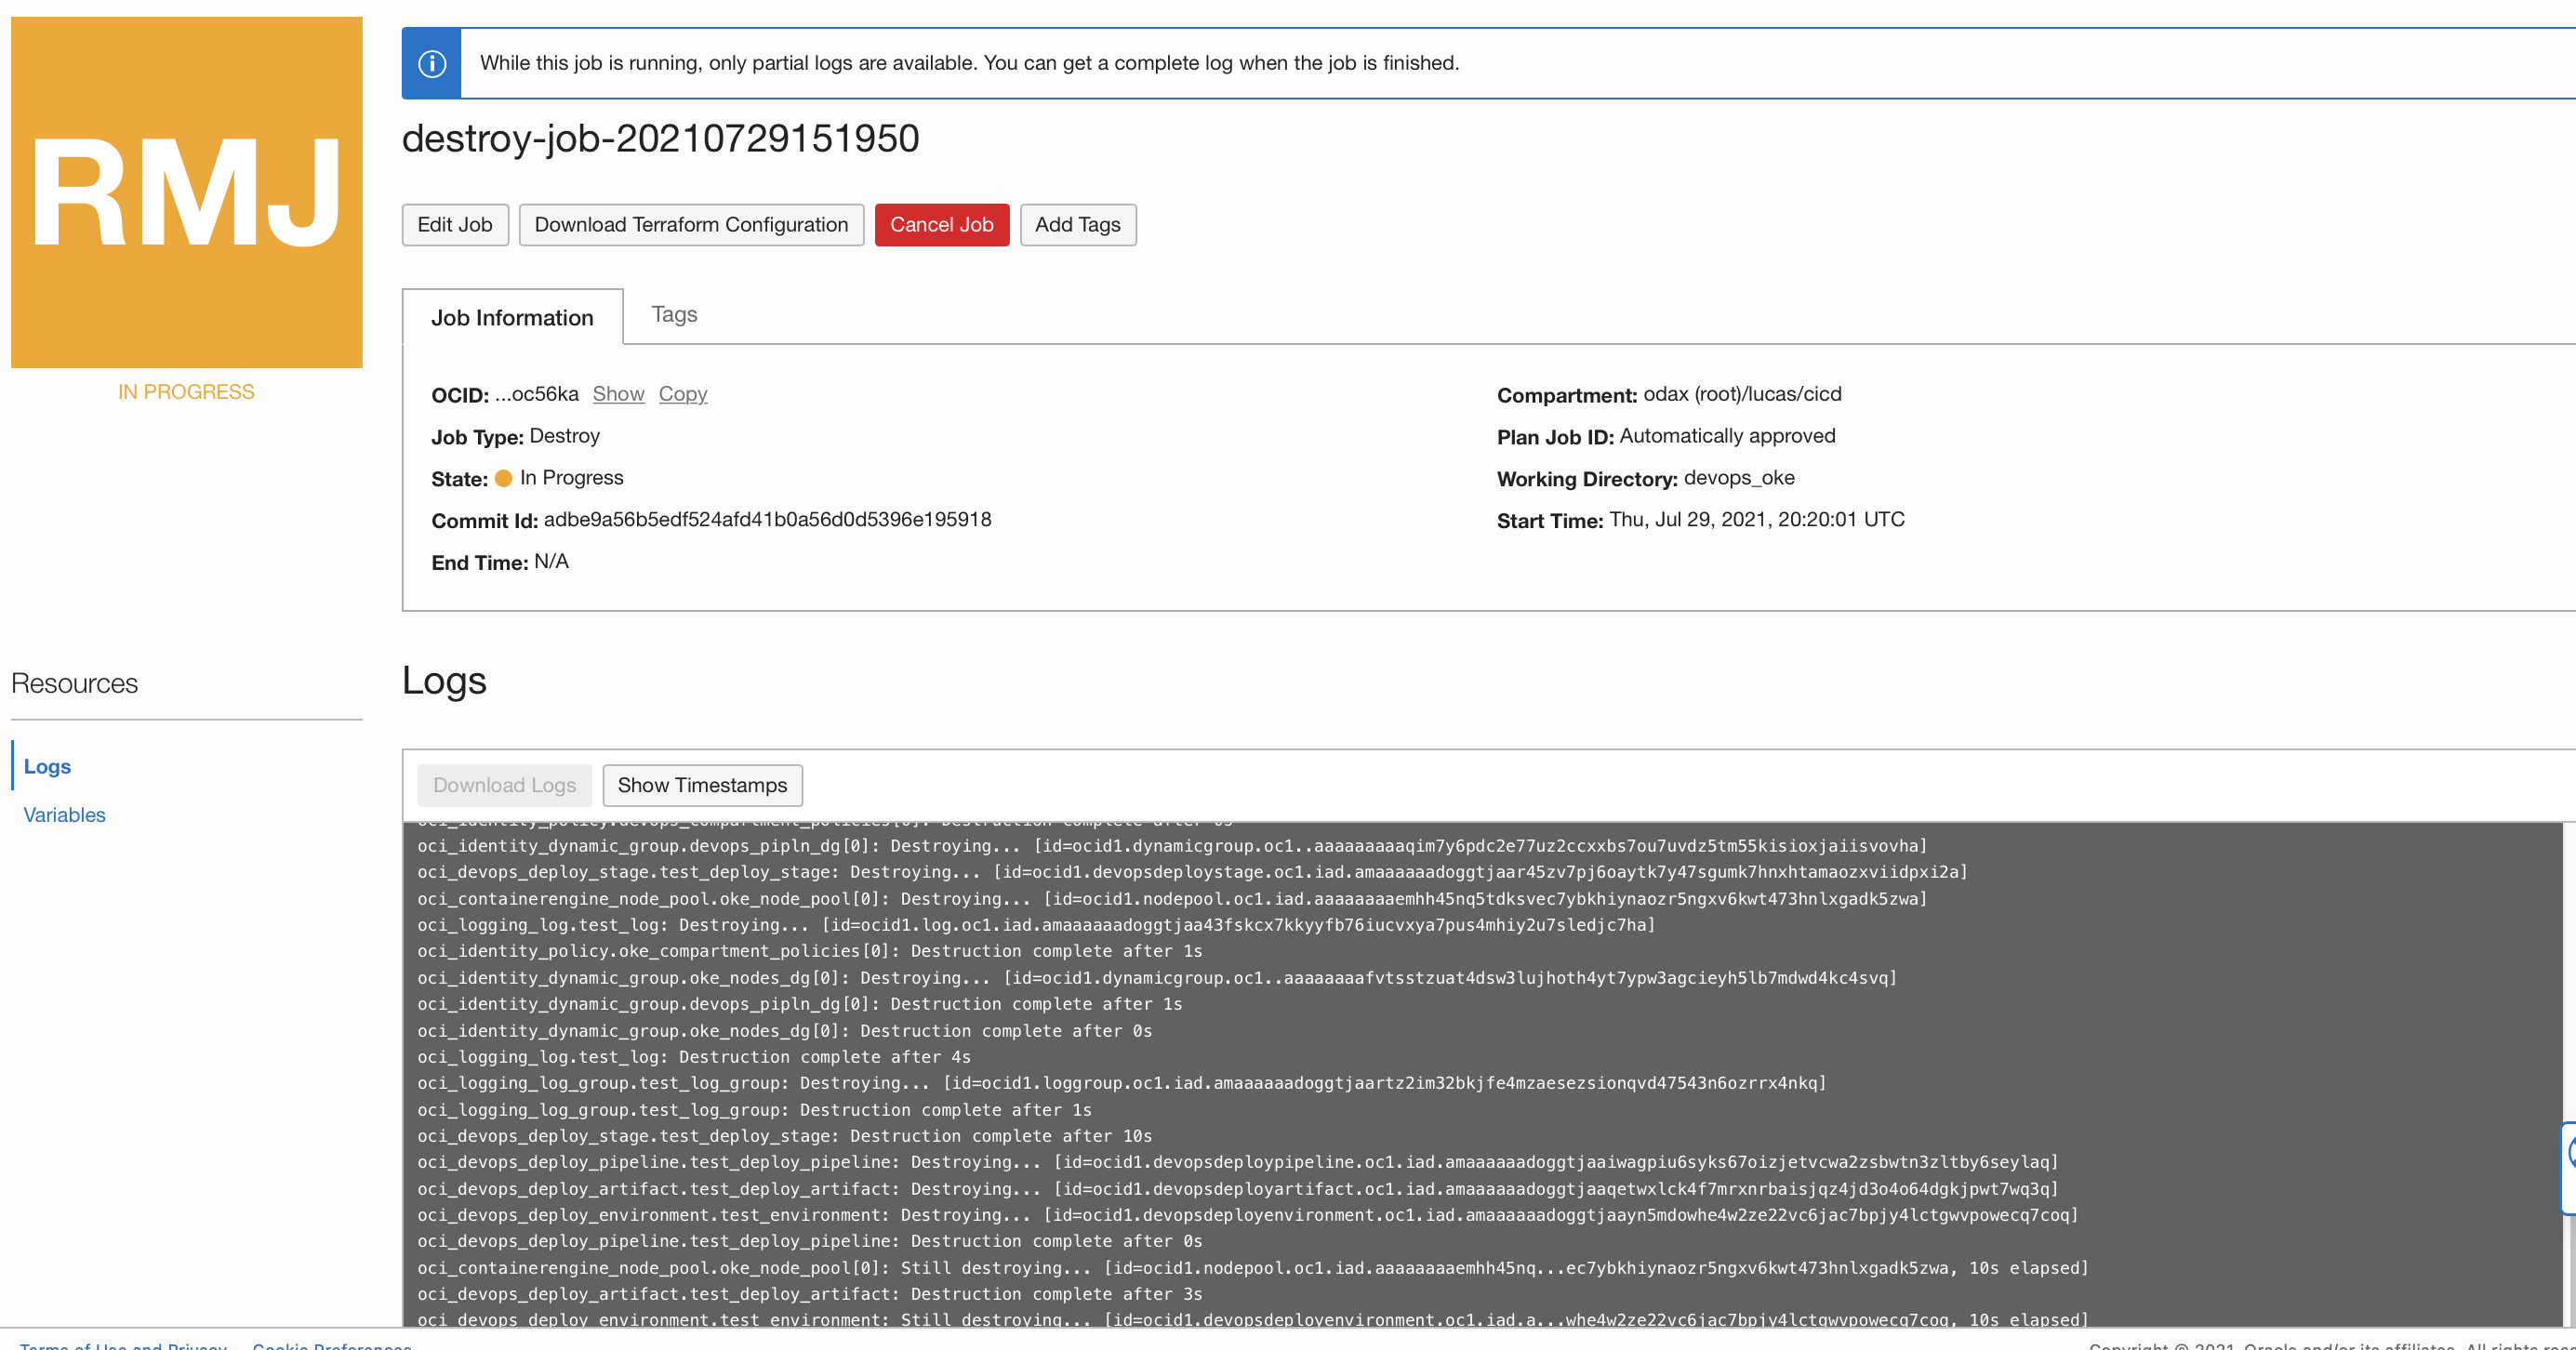 RMJ
IN PROGRESS
While this job is running, only partial logs are available. You can get a complete log when the job is finished.
destroy-job-20210729151950
Edit Job Download Terraform Configuration Cancel Job Add Tags
Job Information Tags
OCID: ...oc56ka Show Copy
Job Type: Destroy
State: In Progress
Commit Id: adbe9a56b5edf524afd41b0a56d0d5396e195918
End Time: N/A
Compartment: odax (root)/lucas/cicd
Plan Job ID: Automatically approved
Working Directory: devops_oke
Start Time: Thu, Jul 29, 2021, 20:20:01 UTC
Resources
Logs
Variables
Logs
Download Logs Show Timestamps
oci_identity_policy.devops_compartment_policies[0]: Destruction complete after 0s
oci_identity_dynamic_group.devops_pipln_dg[0]: Destroying... [id=ocid1.dynamicgroup.oc1..aaaaaaaaaqim7y6pdc2e77uz2ccxxbs7ou7uvdz5tm55kisioxjaiisvovha]
oci_devops_deploy_stage.test_deploy_stage: Destroying... [id=ocid1.devopsdeploystage.oc1.iad.amaaaaaadoggtjaar45zv7pj6oaytk7y47sgumk7hnxhtamaozxviidpxi2a]
oci_containerengine_node_pool.oke_node_pool[0]: Destroying... [id=ocid1.nodepool.oc1.iad.aaaaaaaaemhh45nq5tdksvec7ybkhiynaozr5ngxv6kwt473hnlxgadk5zwa]
oci_logging_log.test_log: Destroying... [id=ocid1.log.oc1.iad.amaaaaaadoggtjaa43fskcx7kkyyfb76iucvxya7pus4mhiy2u7sledjc7ha]
oci_identity_policy.oke_compartment_policies[0]: Destruction complete after 1s
oci_identity_dynamic_group.oke_nodes_dg[0]: Destroying... [id=ocid1.dynamicgroup.oc1..aaaaaaaafvtsstzuat4dsw3lujhoth4yt7ypw3agcieyh5lb7mdwd4kc4svq]
oci_identity_dynamic_group.devops_pipln_dg[0]: Destruction complete after 1s
oci_identity_dynamic_group.oke_nodes_dg[0]: Destruction complete after 0s
oci_logging_log.test_log: Destruction complete after 4s
oci_logging_log_group.test_log_group: Destroying... [id=ocid1.loggroup.oc1.iad.amaaaaaadoggtjaartz2im32bkjfe4mzaesezsionqvd47543n6ozrrx4nkq]
oci_logging_log_group.test_log_group: Destruction complete after 1s
oci_devops_deploy_stage.test_deploy_stage: Destruction complete after 10s
oci_devops_deploy_pipeline.test_deploy_pipeline: Destroying... [id=ocid1.devopsdeploypipeline.oc1.iad.amaaaaaadoggtjaaiwagpiu6syks67oizjetvcwa2zsbwtn3zltby6seylaq]
oci_devops_deploy_artifact.test_deploy_artifact: Destroying... [id=ocid1.devopsdeployartifact.oc1.iad.amaaaaaadoggtjaaqetwxlck4f7mrxnrbaisjqz4jd3o4o64dgkjpwt7wq3q]
oci_devops_deploy_environment.test_environment: Destroying... [id=ocid1.devopsdeployenvironment.oc1.iad.amaaaaaadoggtjaayn5mdowhe4w2ze22vc6jac7bpjy4lctgwvpowecq7coq]
oci_devops_deploy_pipeline.test_deploy_pipeline: Destruction complete after 0s
oci_containerengine_node_pool.oke_node_pool[0]: Still destroying... [id=ocid1.nodepool.oc1.iad.aaaaaaaaemhh45nq...ec7ybkhiynaozr5ngxv6kwt473hnlxgadk5zwa, 10s elapsed]
oci_devops_deploy_artifact.test_deploy_artifact: Destruction complete after 3s
oci_devops_deploy_environment.test_environment: Still destroying... [id=ocid1.devopsdeployenvironment.oc1.iad.a...whe4w2ze22vc6jac7bpjy4lctgwvpowecq7coq, 10s elapsed]
Terms of Use and Privacy Cookie Preferences
Copyright © 2021, Oracle and/or its affiliates. All rights